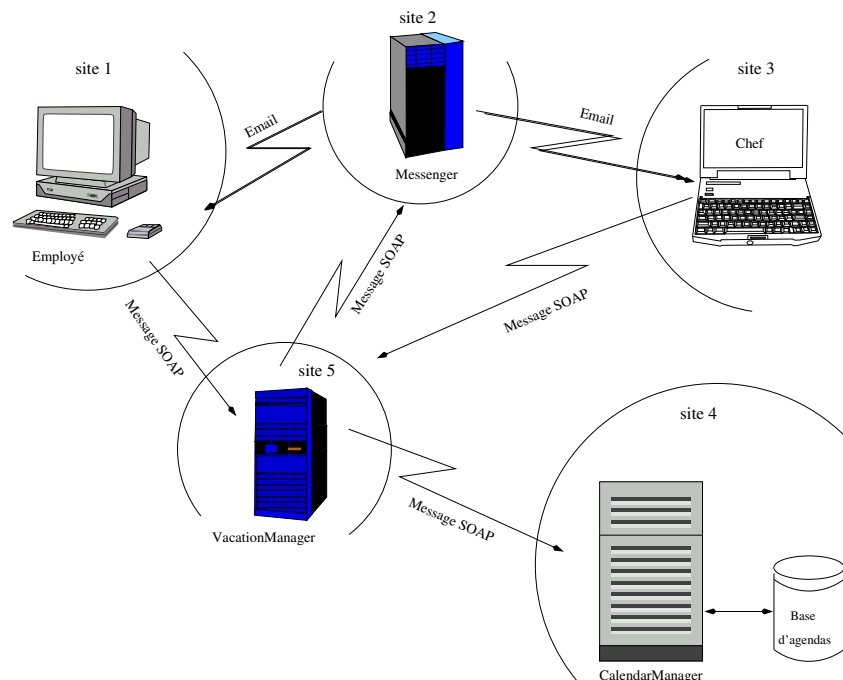 site 2
site 1
site 3
Email
Email
Chef
Messenger
Employé
Message SOAP
Message SOAP
Message SOAP
site 5
site 4
Message SOAP
VacationManager
Base
d'agendas
CalendarManager